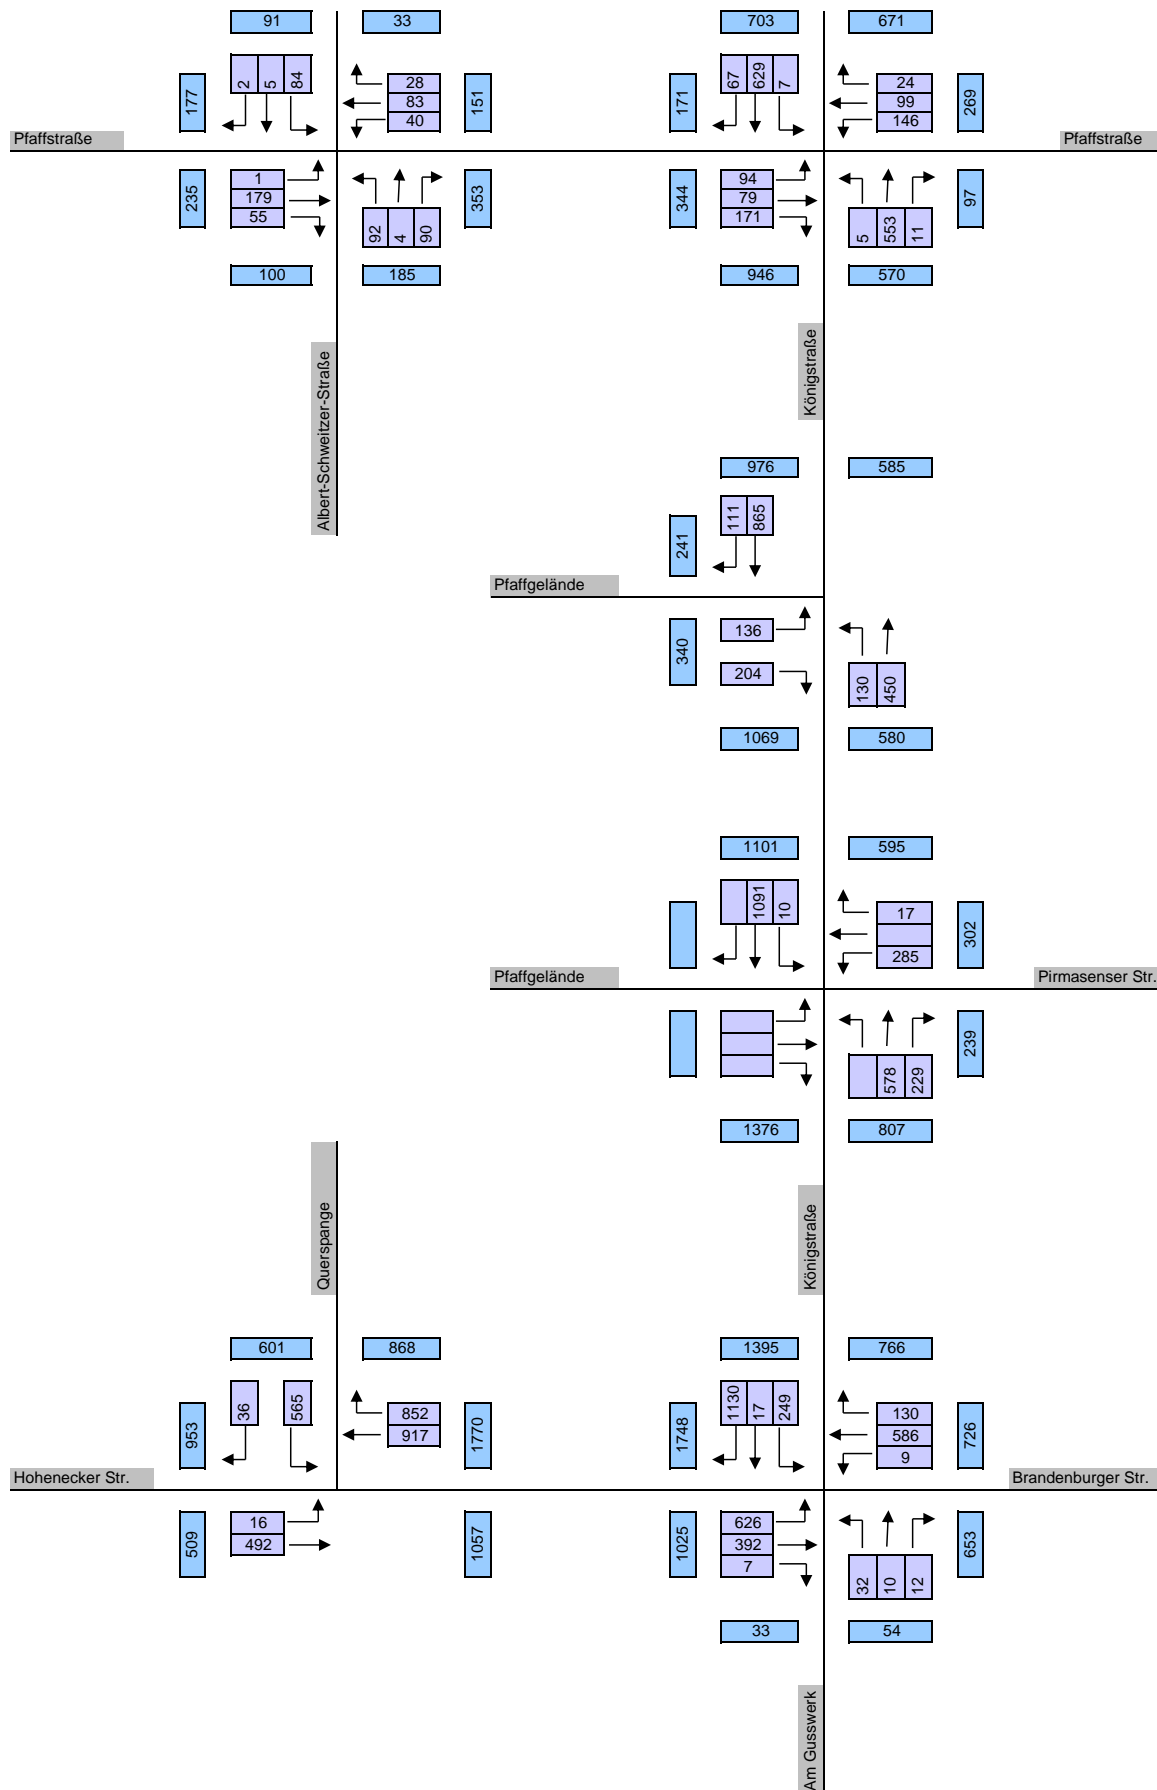 91 33 703 671
177 2 5 84 28 151 171 67 629 7 24 269
83 99
40 146
Pfaffstraße Pfaffstraße
235 1 353 344 94 97
179 79
55 171
92 4 90 5 553 11
100 185 946 570
Albert-Schweitzer-Straße Königstraße
976 585
241 111 865
Pfaffgelände
340 136
204 130 450
1069 580
1101 595
1091 10 17 302
285
Pfaffgelände Pirmasenser Str.
578 229 239
1376 807
Querspange Königstraße
601 868 1395 766
953 36 565 852 1770 1748 1130 17 249 130 726
917 586
9
Hohenecker Str. Brandenburger Str.
509 16 1057 1025 626 653
492 392
7 32 10 12
33 54
Am Gusswerk